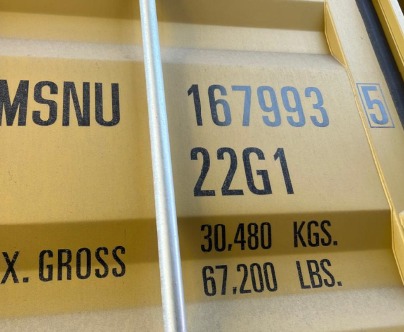 MSNU 167993 5
22G1
X. GROSS 30,480 KGS.
67,200 LBS.